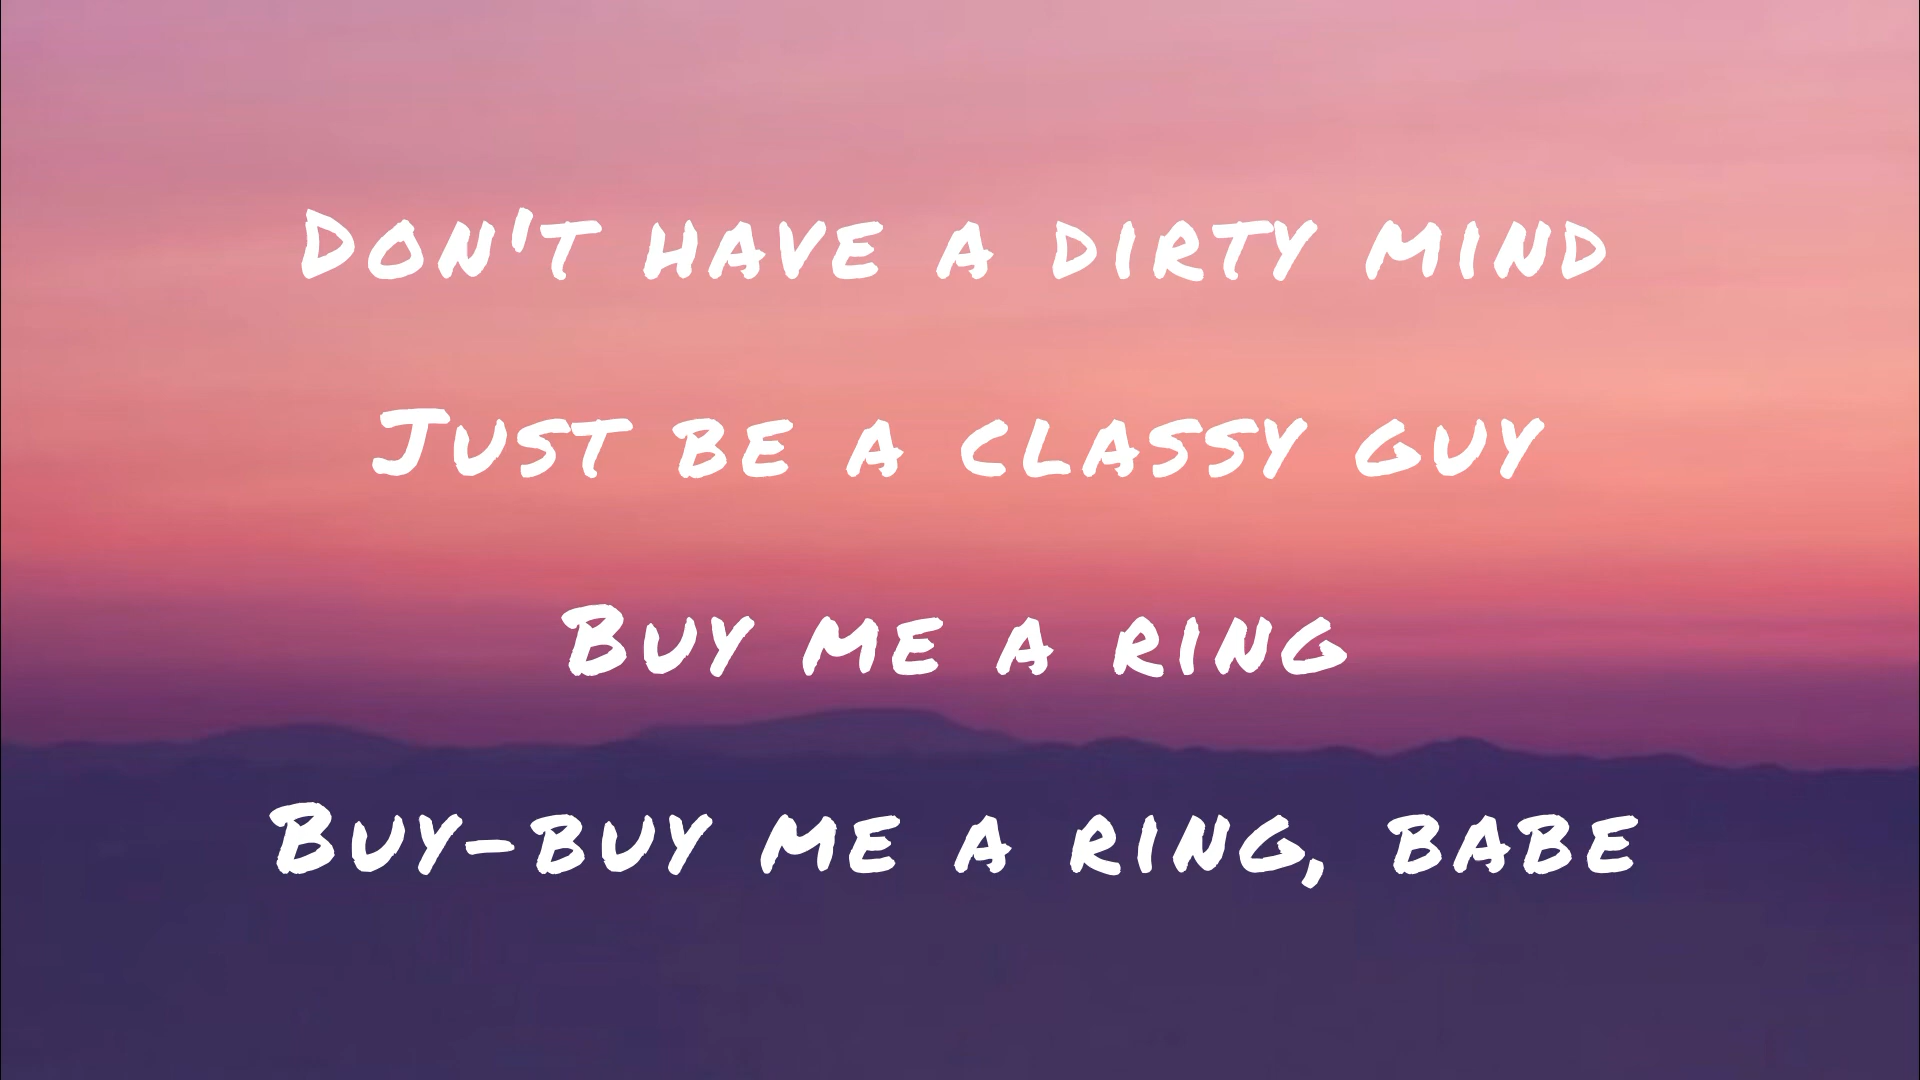 Don't have a dirty mind
Just be a classy guy
Buy me a ring
Buy-buy me a ring, babe